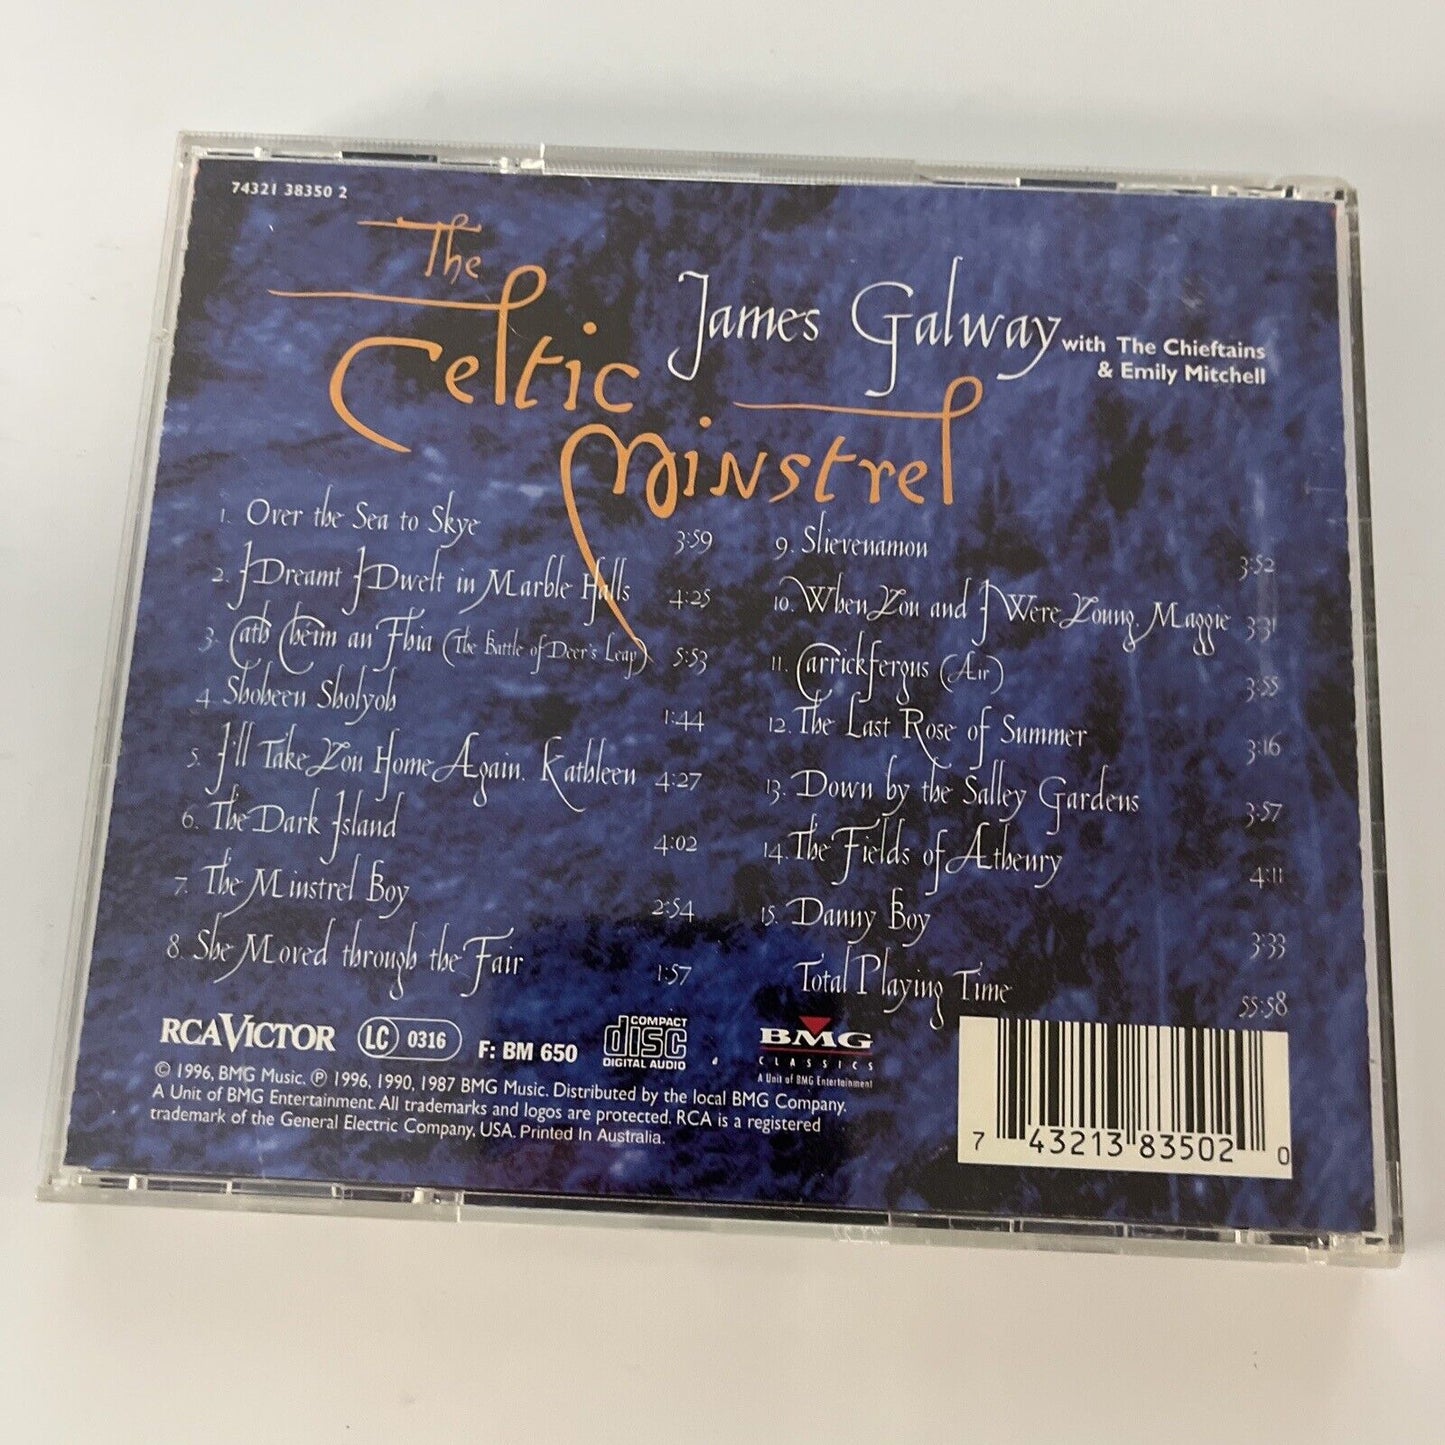 74321 38350 2
The
Celtic
Minstrel
James Galway with The Chieftains
& Emily Mitchell
1. Over the Sea to Skye 3:59
2. I Dreamt I Dwelt in Marble Halls 4:25
3. Cath Cheim an Fhia (The Battle of Deer's Leap) 5:53
4. Shoheen Sholyoh 1:44
5. I'll Take You Home Again, Kathleen 4:27
6. The Dark Island 4:02
7. The Minstrel Boy 2:54
8. She Moved through the Fair 1:57
9. Slievenamon 3:52
10. When You and I Were Young, Maggie 3:31
11. Carrickfergus (Air) 3:55
12. The Last Rose of Summer 3:16
13. Down by the Salley Gardens 3:57
14. The Fields of Athenry 4:11
15. Danny Boy 3:33
Total Playing Time 55:58
RCA VICTOR LC 0316 F: BM 650
COMPACT
disc
DIGITAL AUDIO
BMG
CLASSICS
A Unit of BMG Entertainment
© 1996, BMG Music. ℗ 1996, 1990, 1987 BMG Music. Distributed by the local BMG Company.
A Unit of BMG Entertainment. All trademarks and logos are protected. RCA is a registered
trademark of the General Electric Company, USA. Printed In Australia.
7 43213 83502 0